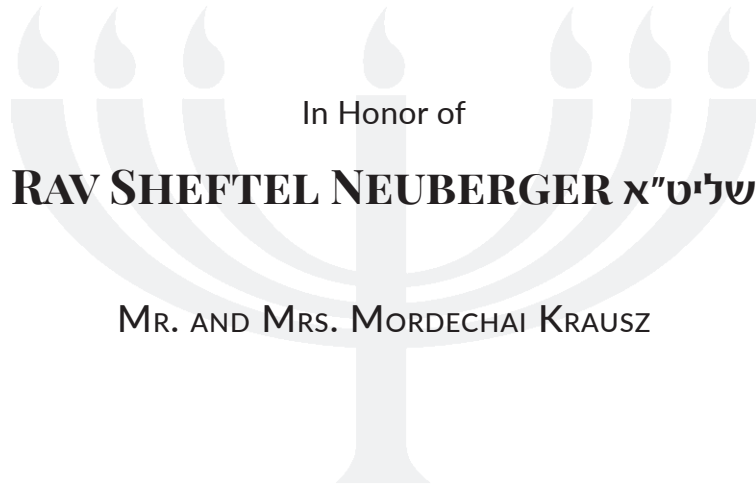 In Honor of
Rav Sheftel Neuberger שליט״א
Mr. and Mrs. Mordechai Krausz